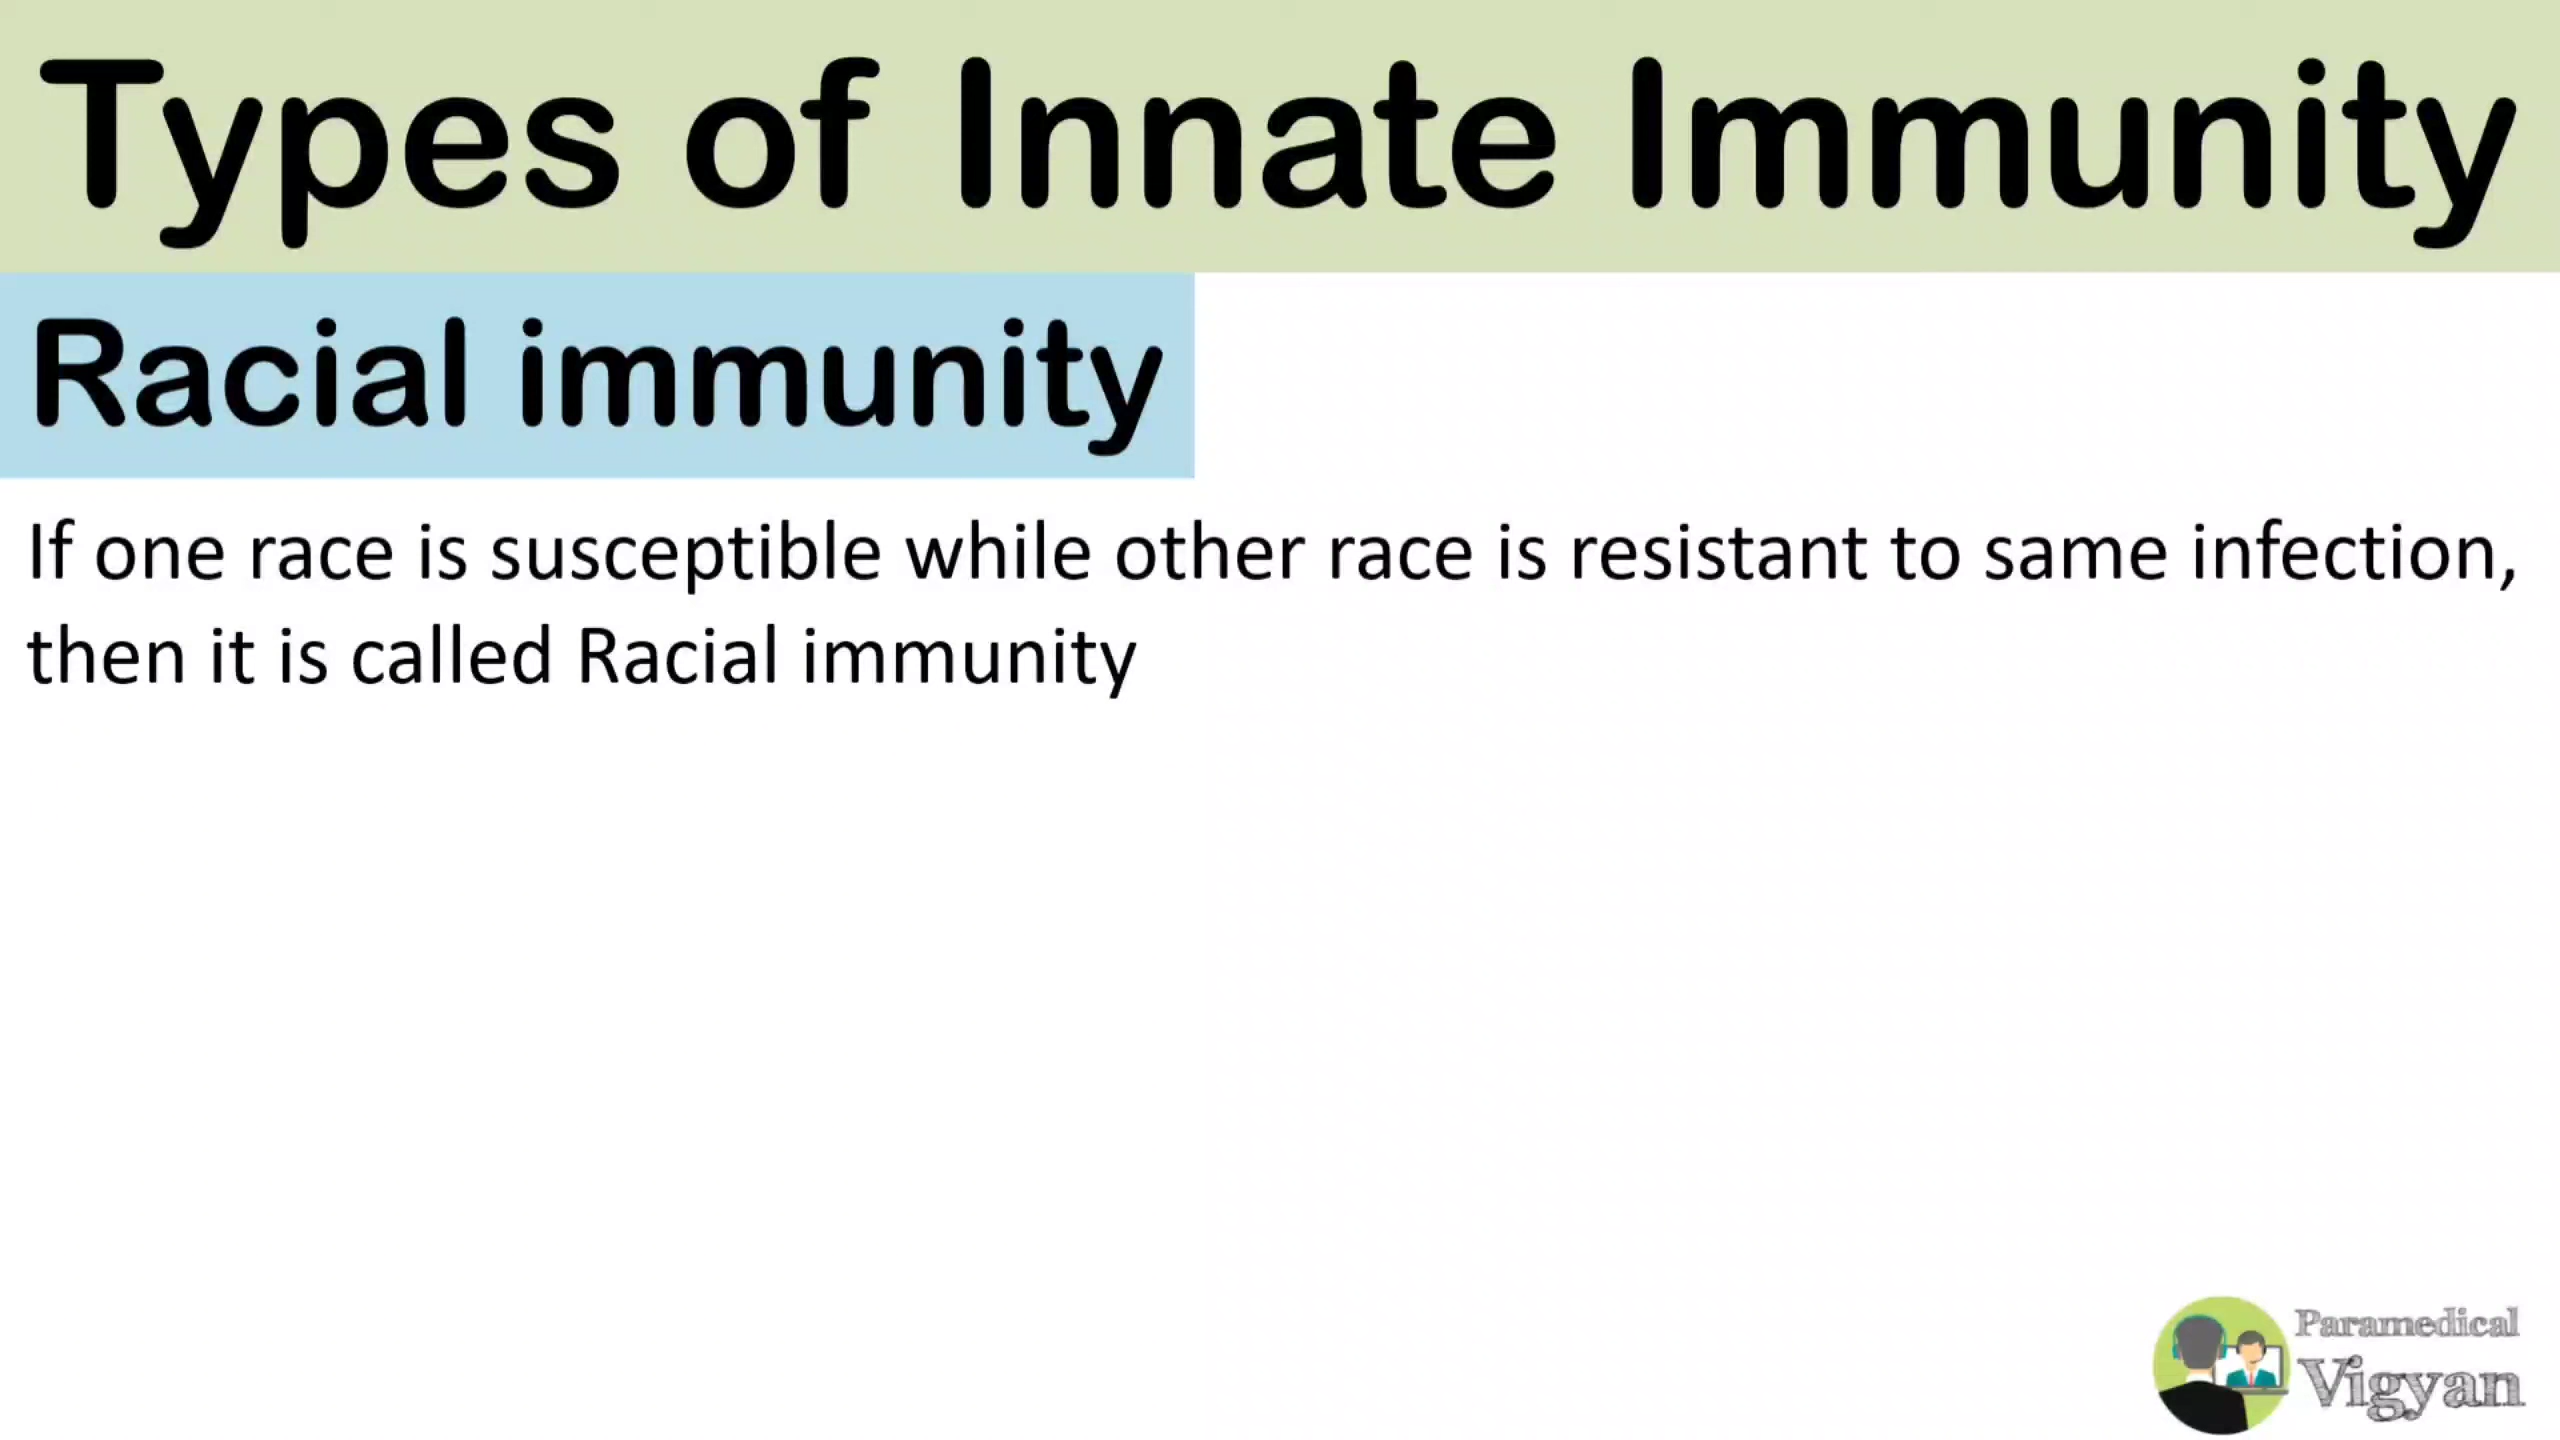 Types of Innate Immunity
Racial immunity
If one race is susceptible while other race is resistant to same infection,
then it is called Racial immunity
Paramedical
Vigyan